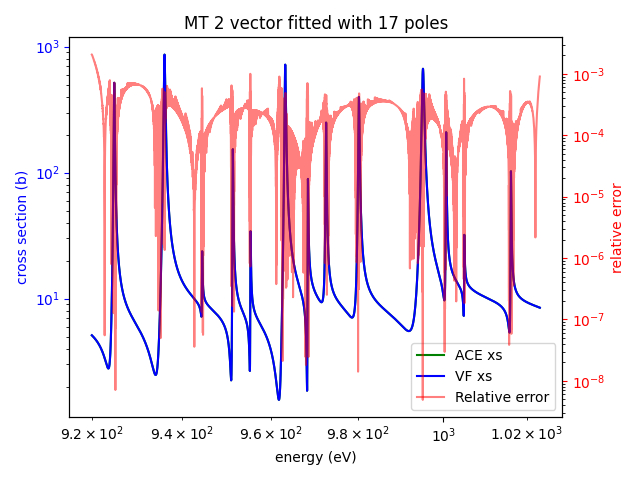 MT 2 vector fitted with 17 poles
10³
10²
10¹
cross section (b)
10⁻³
10⁻⁴
10⁻⁵
10⁻⁶
10⁻⁷
10⁻⁸
relative error
ACE xs
VF xs
Relative error
9.2 × 10² 9.4 × 10² 9.6 × 10² 9.8 × 10² 10³ 1.02 × 10³
energy (eV)